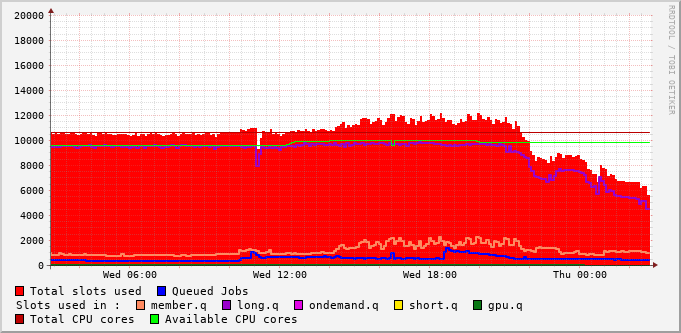 20000
18000
16000
14000
12000
10000
8000
6000
4000
2000
0
Wed 06:00 Wed 12:00 Wed 18:00 Thu 00:00
RRDTOOL / TOBI OETIKER
Total slots used Queued Jobs
Slots used in : member.q long.q ondemand.q short.q gpu.q
Total CPU cores Available CPU cores